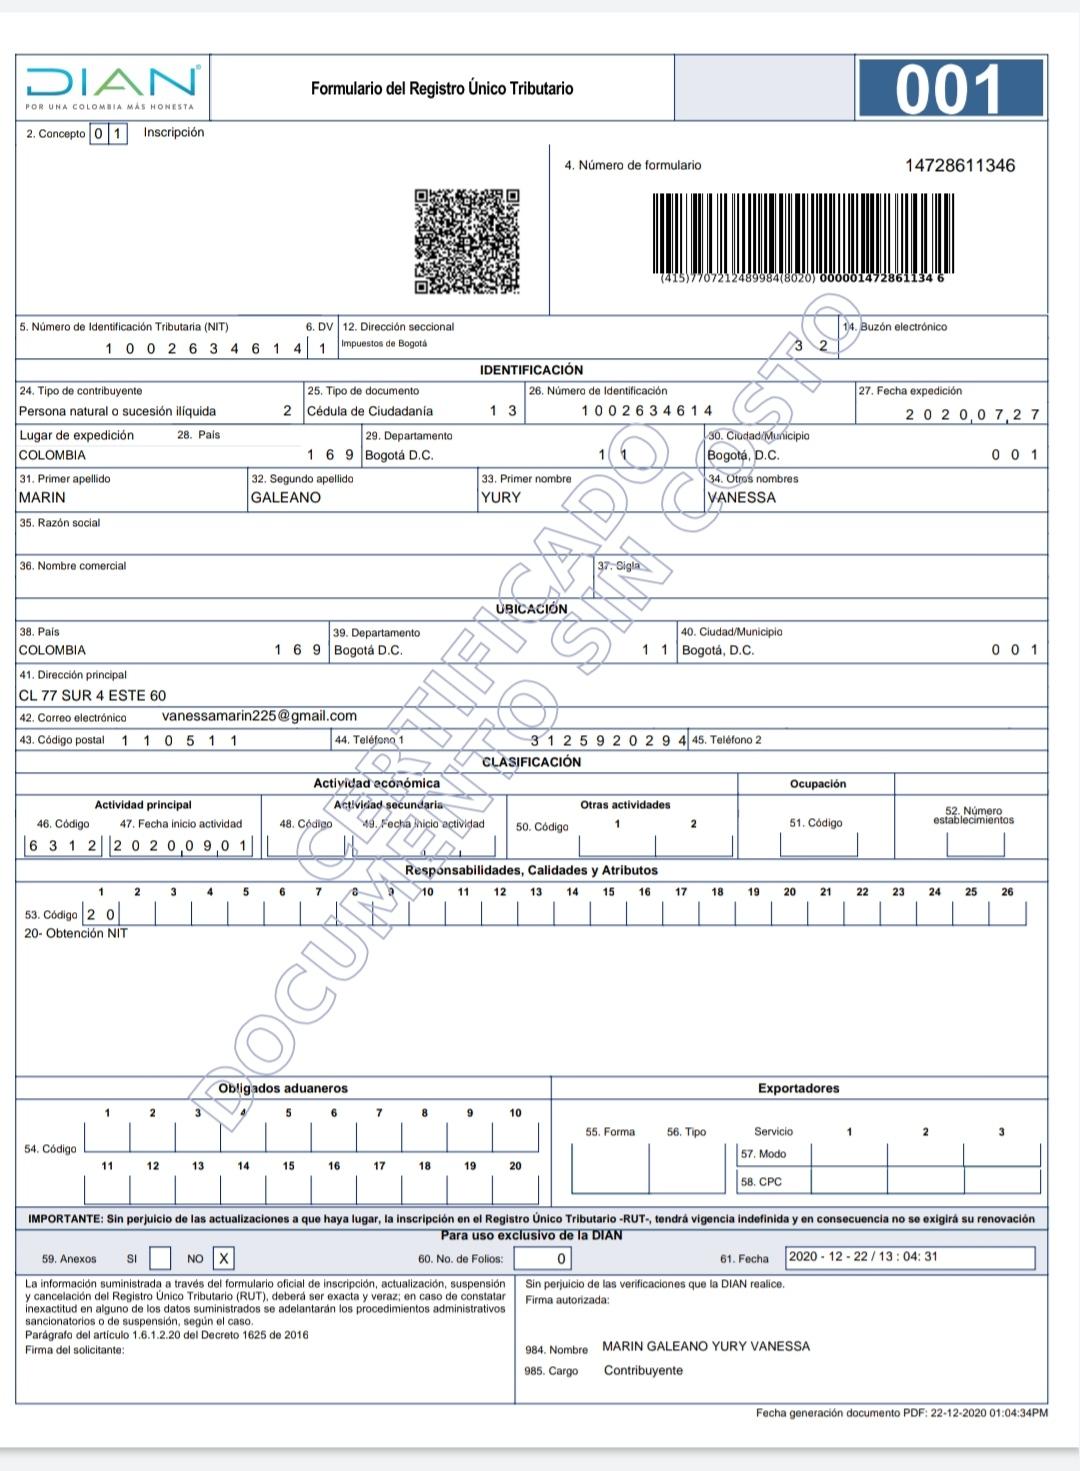 DIAN
POR UNA COLOMBIA MÁS HONESTA
Formulario del Registro Único Tributario
001
2. Concepto 0 1 Inscripción
4. Número de formulario 14728611346
(415)7707212489984(8020) 000001472861134 6
5. Número de Identificación Tributaria (NIT) 6. DV 12. Dirección seccional 14. Buzón electrónico
1 0 0 2 6 3 4 6 1 4 1 Impuestos de Bogotá 3 2
IDENTIFICACIÓN
24. Tipo de contribuyente 25. Tipo de documento 26. Número de Identificación 27. Fecha expedición
Persona natural o sucesión ilíquida 2 Cédula de Ciudadanía 1 3 1 0 0 2 6 3 4 6 1 4 2 0 2 0 0 7 2 7
Lugar de expedición 28. País 29. Departamento 30. Ciudad/Municipio
COLOMBIA 1 6 9 Bogotá D.C. 1 1 Bogotá, D.C. 0 0 1
31. Primer apellido 32. Segundo apellido 33. Primer nombre 34. Otros nombres
MARIN GALEANO YURY VANESSA
35. Razón social
36. Nombre comercial 37. Sigla
UBICACIÓN
38. País 39. Departamento 40. Ciudad/Municipio
COLOMBIA 1 6 9 Bogotá D.C. 1 1 Bogotá, D.C. 0 0 1
41. Dirección principal
CL 77 SUR 4 ESTE 60
42. Correo electrónico vanessamarin225@gmail.com
43. Código postal 1 1 0 5 1 1 44. Teléfono 1 3 1 2 5 9 2 0 2 9 4 45. Teléfono 2
CLASIFICACIÓN
Actividad económica Ocupación
Actividad principal Actividad secundaria Otras actividades 52. Número establecimientos
46. Código 47. Fecha inicio actividad 48. Código 49. Fecha inicio actividad 50. Código 1 2 51. Código
6 3 1 2 2 0 2 0 0 9 0 1
Responsabilidades, Calidades y Atributos
1 2 3 4 5 6 7 8 9 10 11 12 13 14 15 16 17 18 19 20 21 22 23 24 25 26
53. Código 2 0
20- Obtención NIT
CERTIFICADO
DOCUMENTO SIN COSTO
Obligados aduaneros Exportadores
1 2 3 4 5 6 7 8 9 10
55. Forma 56. Tipo Servicio 1 2 3
54. Código 57. Modo
11 12 13 14 15 16 17 18 19 20
58. CPC
IMPORTANTE: Sin perjuicio de las actualizaciones a que haya lugar, la inscripción en el Registro Único Tributario -RUT-, tendrá vigencia indefinida y en consecuencia no se exigirá su renovación
Para uso exclusivo de la DIAN
59. Anexos SI NO X 60. No. de Folios: 0 61. Fecha 2020 - 12 - 22 / 13 : 04: 31
La información suministrada a través del formulario oficial de inscripción, actualización, suspensión
y cancelación del Registro Único Tributario (RUT), deberá ser exacta y veraz; en caso de constatar
inexactitud en alguno de los datos suministrados se adelantarán los procedimientos administrativos
sancionatorios o de suspensión, según el caso.
Parágrafo del artículo 1.6.1.2.20 del Decreto 1625 de 2016
Firma del solicitante:
Sin perjuicio de las verificaciones que la DIAN realice.
Firma autorizada:
984. Nombre MARIN GALEANO YURY VANESSA
985. Cargo Contribuyente
Fecha generación documento PDF: 22-12-2020 01:04:34PM